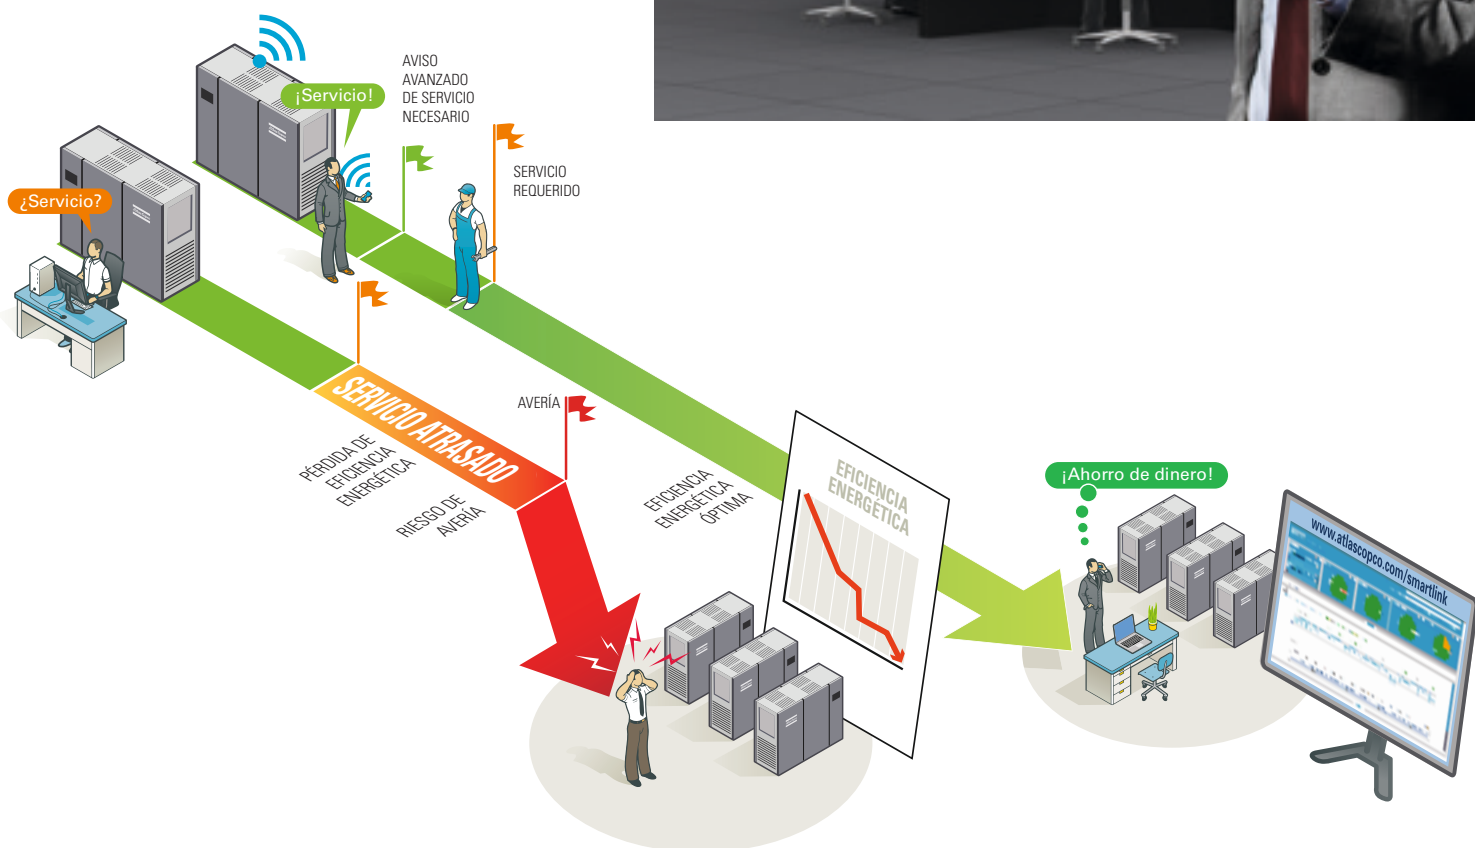 AVISO
AVANZADO
DE SERVICIO
NECESARIO
¡Servicio!
SERVICIO
REQUERIDO
¿Servicio?
SERVICIO ATRASADO
AVERÍA
PÉRDIDA DE
EFICIENCIA
ENERGÉTICA
RIESGO DE
AVERÍA
EFICIENCIA
ENERGÉTICA
ÓPTIMA
EFICIENCIA
ENERGÉTICA
¡Ahorro de dinero!
www.atlascopco.com/smartlink